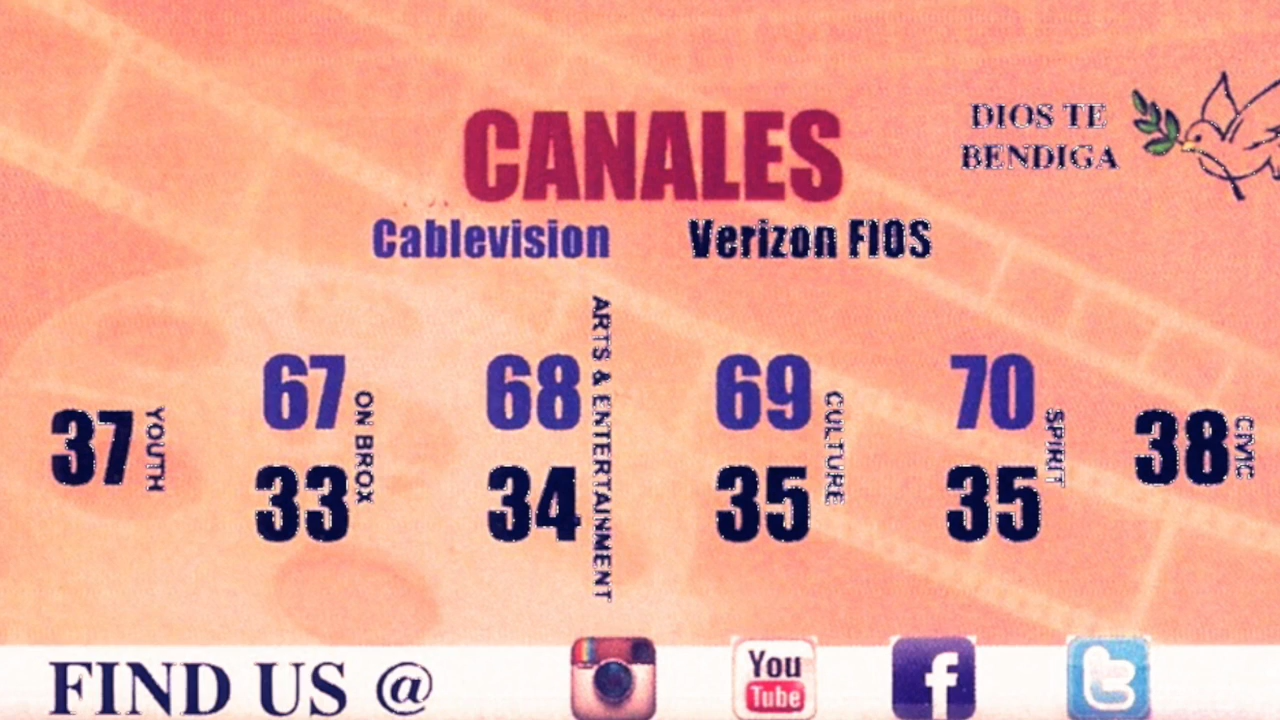 CANALES
DIOS TE
BENDIGA
Cablevision Verizon FIOS
37 YOUTH
67
33
ON BROX
68
34
ARTS & ENTERTAINMENT
69
35
CULTURE
70
35
SPIRIT
38 CIVIC
FIND US @
You
Tube